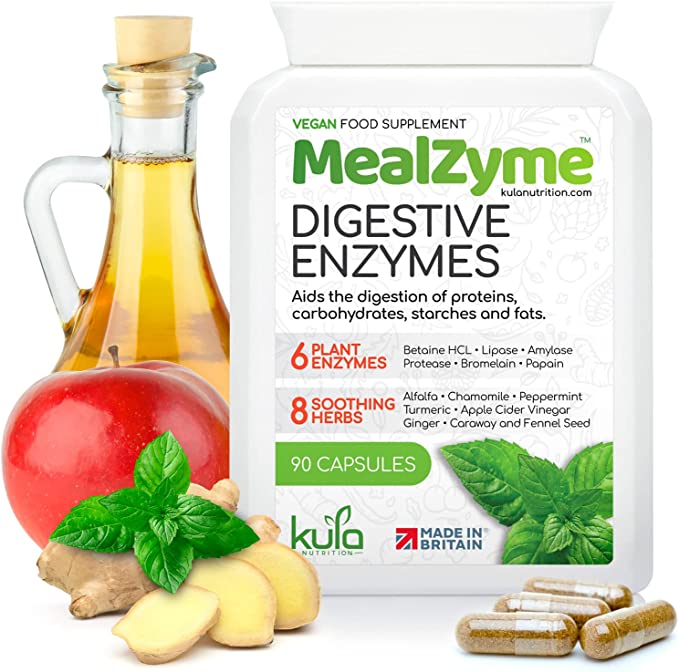 VEGAN FOOD SUPPLEMENT
MealZyme™
kulanutrition.com
DIGESTIVE
ENZYMES
Aids the digestion of proteins,
carbohydrates, starches and fats.
6 PLANT ENZYMES
Betaine HCL • Lipase • Amylase
Protease • Bromelain • Papain
8 SOOTHING HERBS
Alfalfa • Chamomile • Peppermint
Turmeric • Apple Cider Vinegar
Ginger • Caraway and Fennel Seed
90 CAPSULES
kula
NUTRITION
MADE IN
BRITAIN®